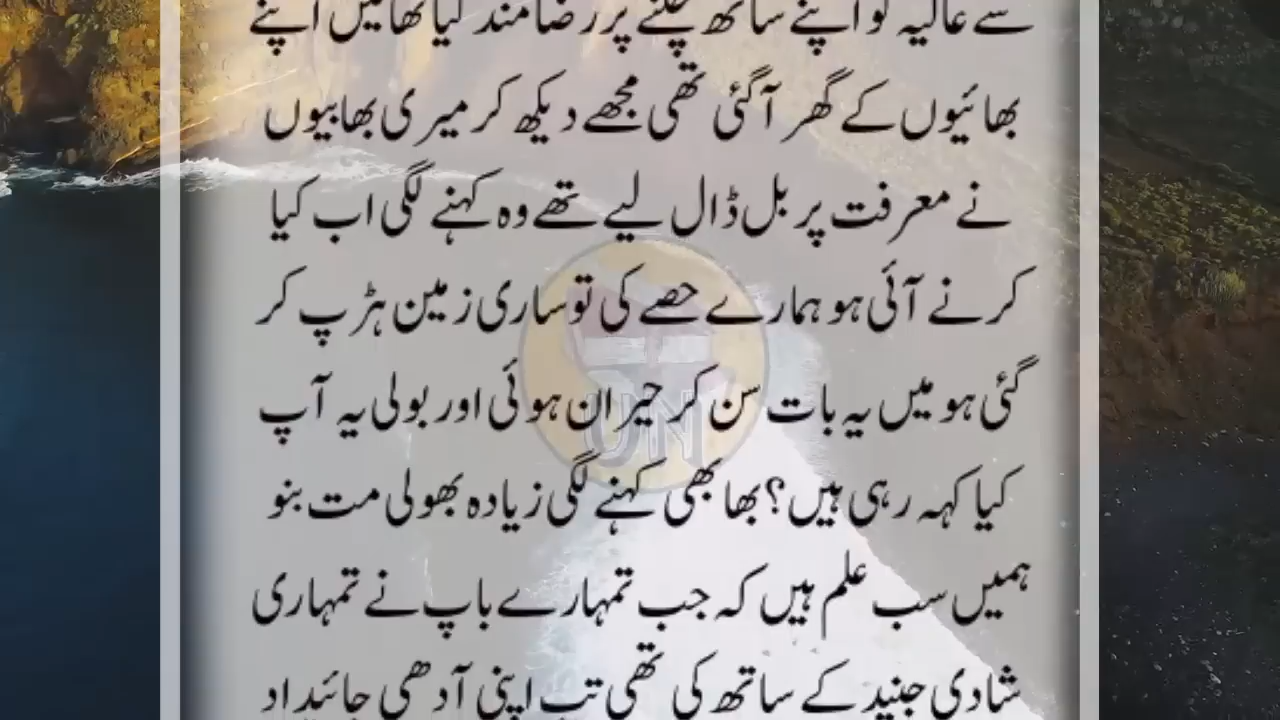 سے عالیہ کو اپنے ساتھ چلنے پر رضامند کیا تھا میں اپنے
بھائیوں کے گھر آگئی تھی مجھے دیکھ کر میری بھابیوں
نے معرفت پر بل ڈال لیے تھے وہ کہنے لگی اب کیا
کرنے آئی ہو ہمارے حصے کی تو ساری زمین ہڑپ کر
گئی ہو میں یہ بات سن کر حیران ہوئی اور بولی یہ آپ
کیا کہہ رہی ہیں؟ بھابھی کہنے لگی زیادہ بھولی مت بنو
ہمیں سب علم ہیں کہ جب تمہارے باپ نے تمہاری
شادی جنید کے ساتھ کی تھی تب اپنی آدھی جائیداد
UN